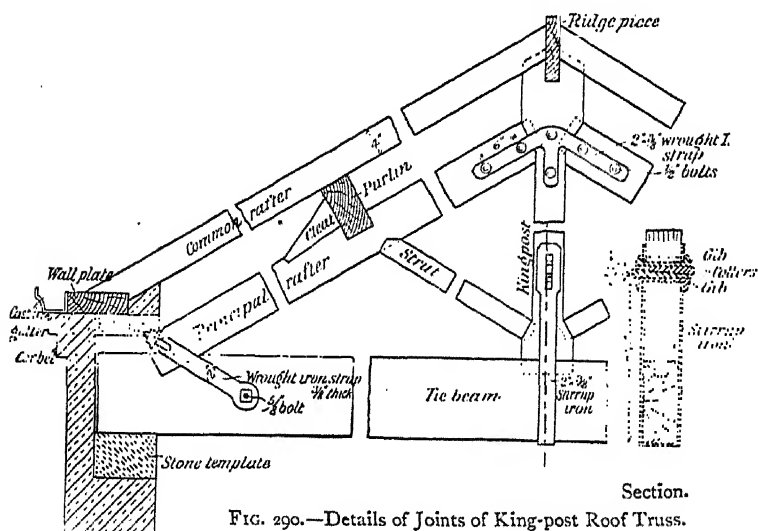 Ridge piece
4"
6" 4
2" ⅜" wrought I.
strap
½" bolts
Purlin
Cleat
Common rafter
Principal rafter
Strut
King post
Wall plate
gutter
Corbel
Gib
Cotters
Gib
Stirrup
iron
2"
Wrought iron strap
⅜" thick
⅝ bolt
Tie beam
2" ⅜"
Stirrup
iron
Stone template
Section.
FIG. 290.—Details of Joints of King-post Roof Truss.